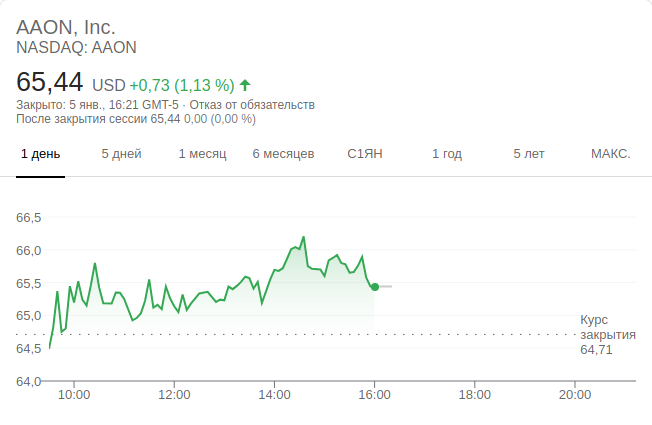 AAON, Inc.
NASDAQ: AAON
65,44 USD +0,73 (1,13 %)
Закрыто: 5 янв., 16:21 GMT-5 · Отказ от обязательств
После закрытия сессии 65,44 0,00 (0,00 %)
1 день 5 дней 1 месяц 6 месяцев С1ЯН 1 год 5 лет МАКС.
66,5
66,0
65,5
65,0
64,5
64,0
Курс
закрытия
64,71
10:00 12:00 14:00 16:00 18:00 20:00